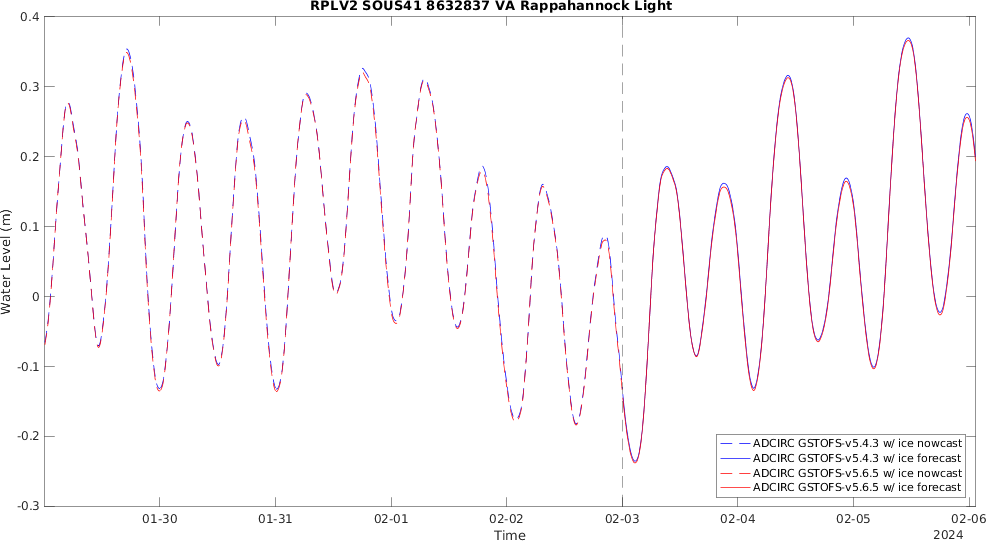 RPLV2 SOUS41 8632837 VA Rappahannock Light
Water Level (m)
0.4
0.3
0.2
0.1
0
-0.1
-0.2
-0.3
ADCIRC GSTOFS-v5.4.3 w/ ice nowcast
ADCIRC GSTOFS-v5.4.3 w/ ice forecast
ADCIRC GSTOFS-v5.6.5 w/ ice nowcast
ADCIRC GSTOFS-v5.6.5 w/ ice forecast
01-30 01-31 02-01 02-02 02-03 02-04 02-05 02-06
Time
2024